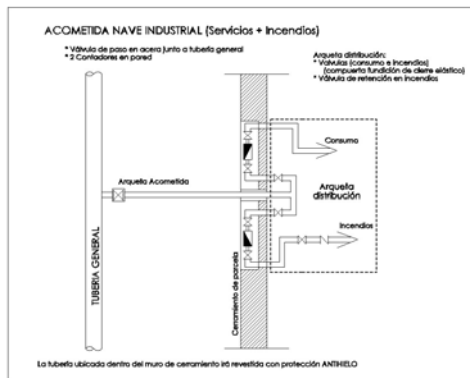 ACOMETIDA NAVE INDUSTRIAL (Servicios + Incendios)
* Válvula de paso en acera junto a tubería general
* 2 Contadores en pared
Arqueta distribución:
* Valvulas (consumo e incendios)
(compuerta fundición de cierre elástico)
* Válvula de retención en incendios
Consumo
Arqueta Acometida
Arqueta
distribución
Incendios
TUBERIA GENERAL
Cerramiento de parcela
La tubería ubicada dentro del muro de cerramiento irá revestida con protección ANTIHIELO